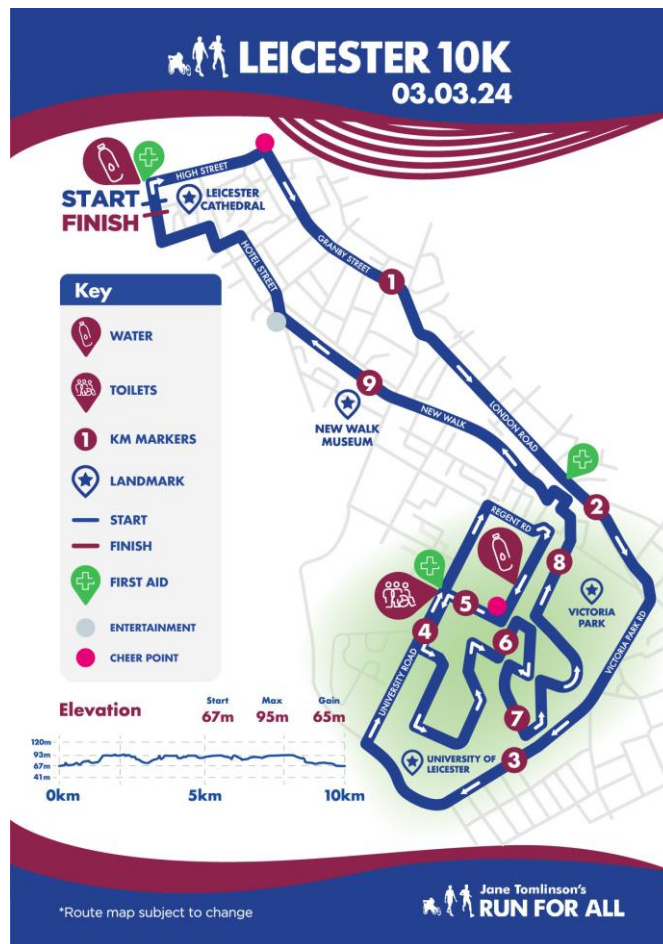 LEICESTER 10K
03.03.24
HIGH STREET
START
FINISH
LEICESTER
CATHEDRAL
HOTEL STREET
GRANBY STREET
1
LONDON ROAD
9
NEW WALK
NEW WALK
MUSEUM
2
REGENT RD
8
5
4
6
VICTORIA
PARK
VICTORIA PARK RD
UNIVERSITY ROAD
7
3
UNIVERSITY OF
LEICESTER
Key
WATER
TOILETS
1 KM MARKERS
LANDMARK
START
FINISH
FIRST AID
ENTERTAINMENT
CHEER POINT
Elevation
Start Max Gain
67m 95m 65m
120m
93m
67m
41m
0km 5km 10km
*Route map subject to change
Jane Tomlinson's
RUN FOR ALL